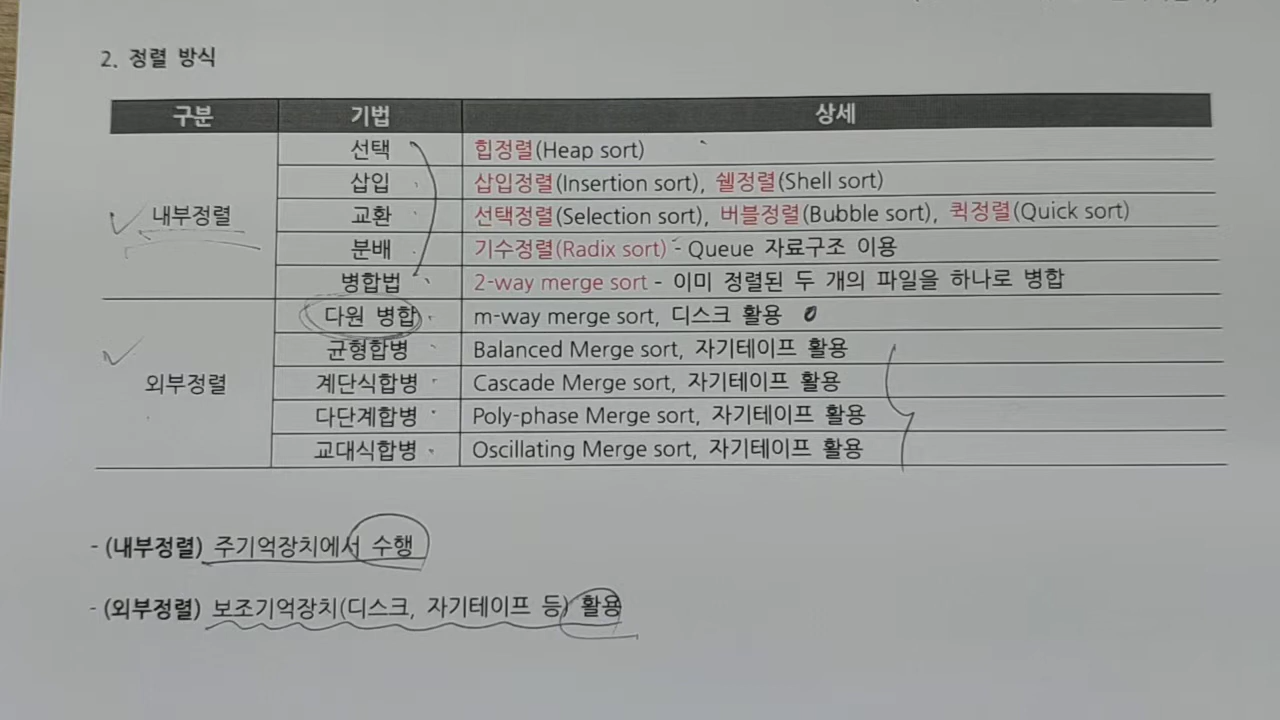 2. 정렬 방식
구분 기법 상세
내부정렬
선택 힙정렬(Heap sort)
삽입 삽입정렬(Insertion sort), 쉘정렬(Shell sort)
교환 선택정렬(Selection sort), 버블정렬(Bubble sort), 퀵정렬(Quick sort)
분배 기수정렬(Radix sort) - Queue 자료구조 이용
병합법 2-way merge sort - 이미 정렬된 두 개의 파일을 하나로 병합
외부정렬
다원 병합 m-way merge sort, 디스크 활용
균형합병 Balanced Merge sort, 자기테이프 활용
계단식합병 Cascade Merge sort, 자기테이프 활용
다단계합병 Poly-phase Merge sort, 자기테이프 활용
교대식합병 Oscillating Merge sort, 자기테이프 활용
- (내부정렬) 주기억장치에서 수행
- (외부정렬) 보조기억장치(디스크, 자기테이프 등) 활용